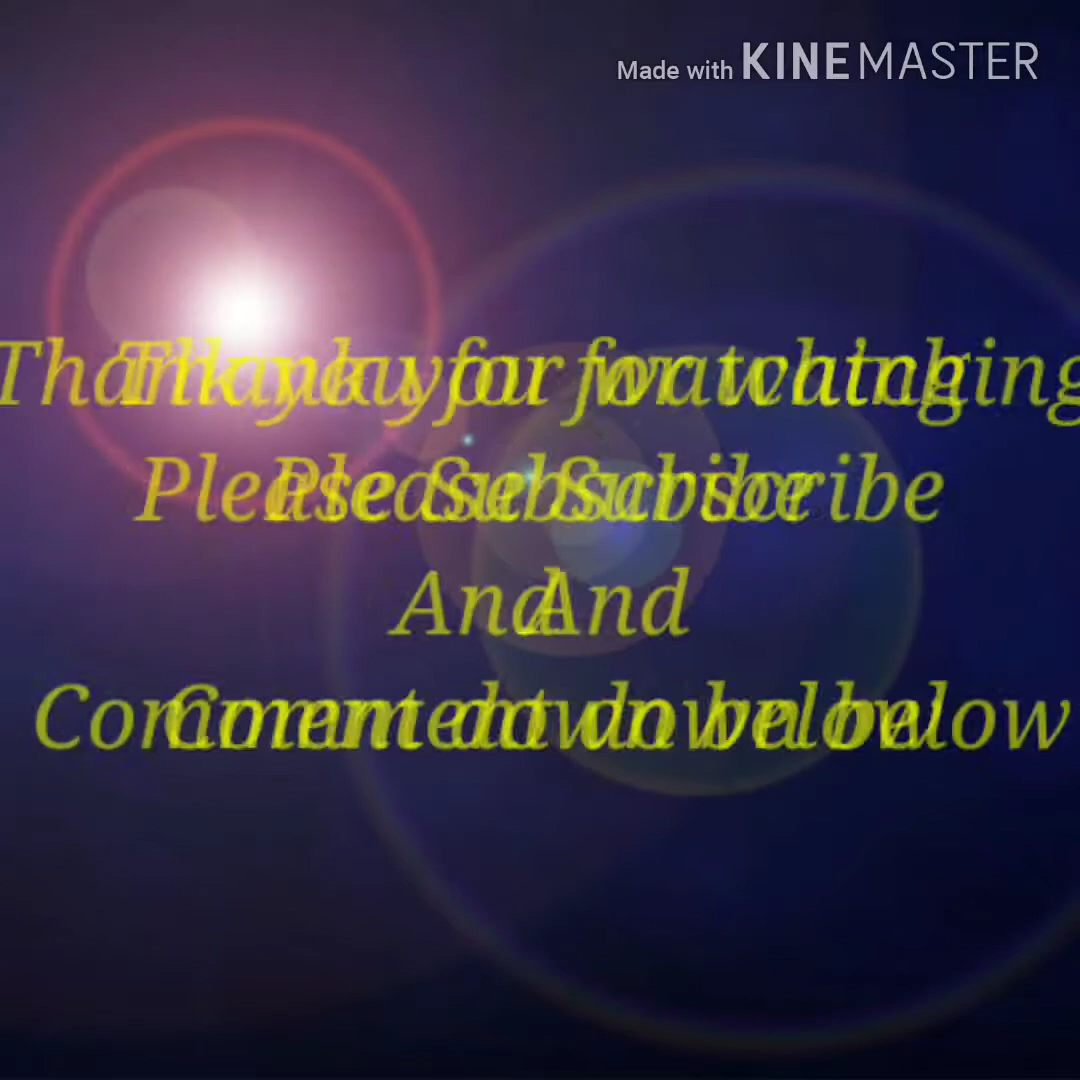 Made with KINEMASTER
Thank you for watching
Please Subscribe
And
Comment down below